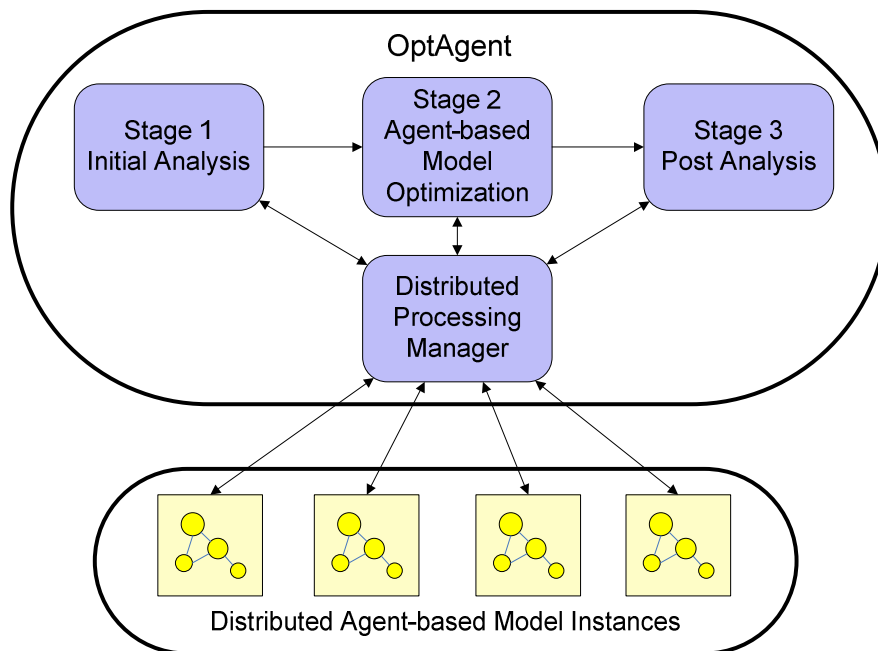 OptAgent
Stage 1
Initial Analysis
Stage 2
Agent-based
Model
Optimization
Stage 3
Post Analysis
Distributed
Processing
Manager
Distributed Agent-based Model Instances